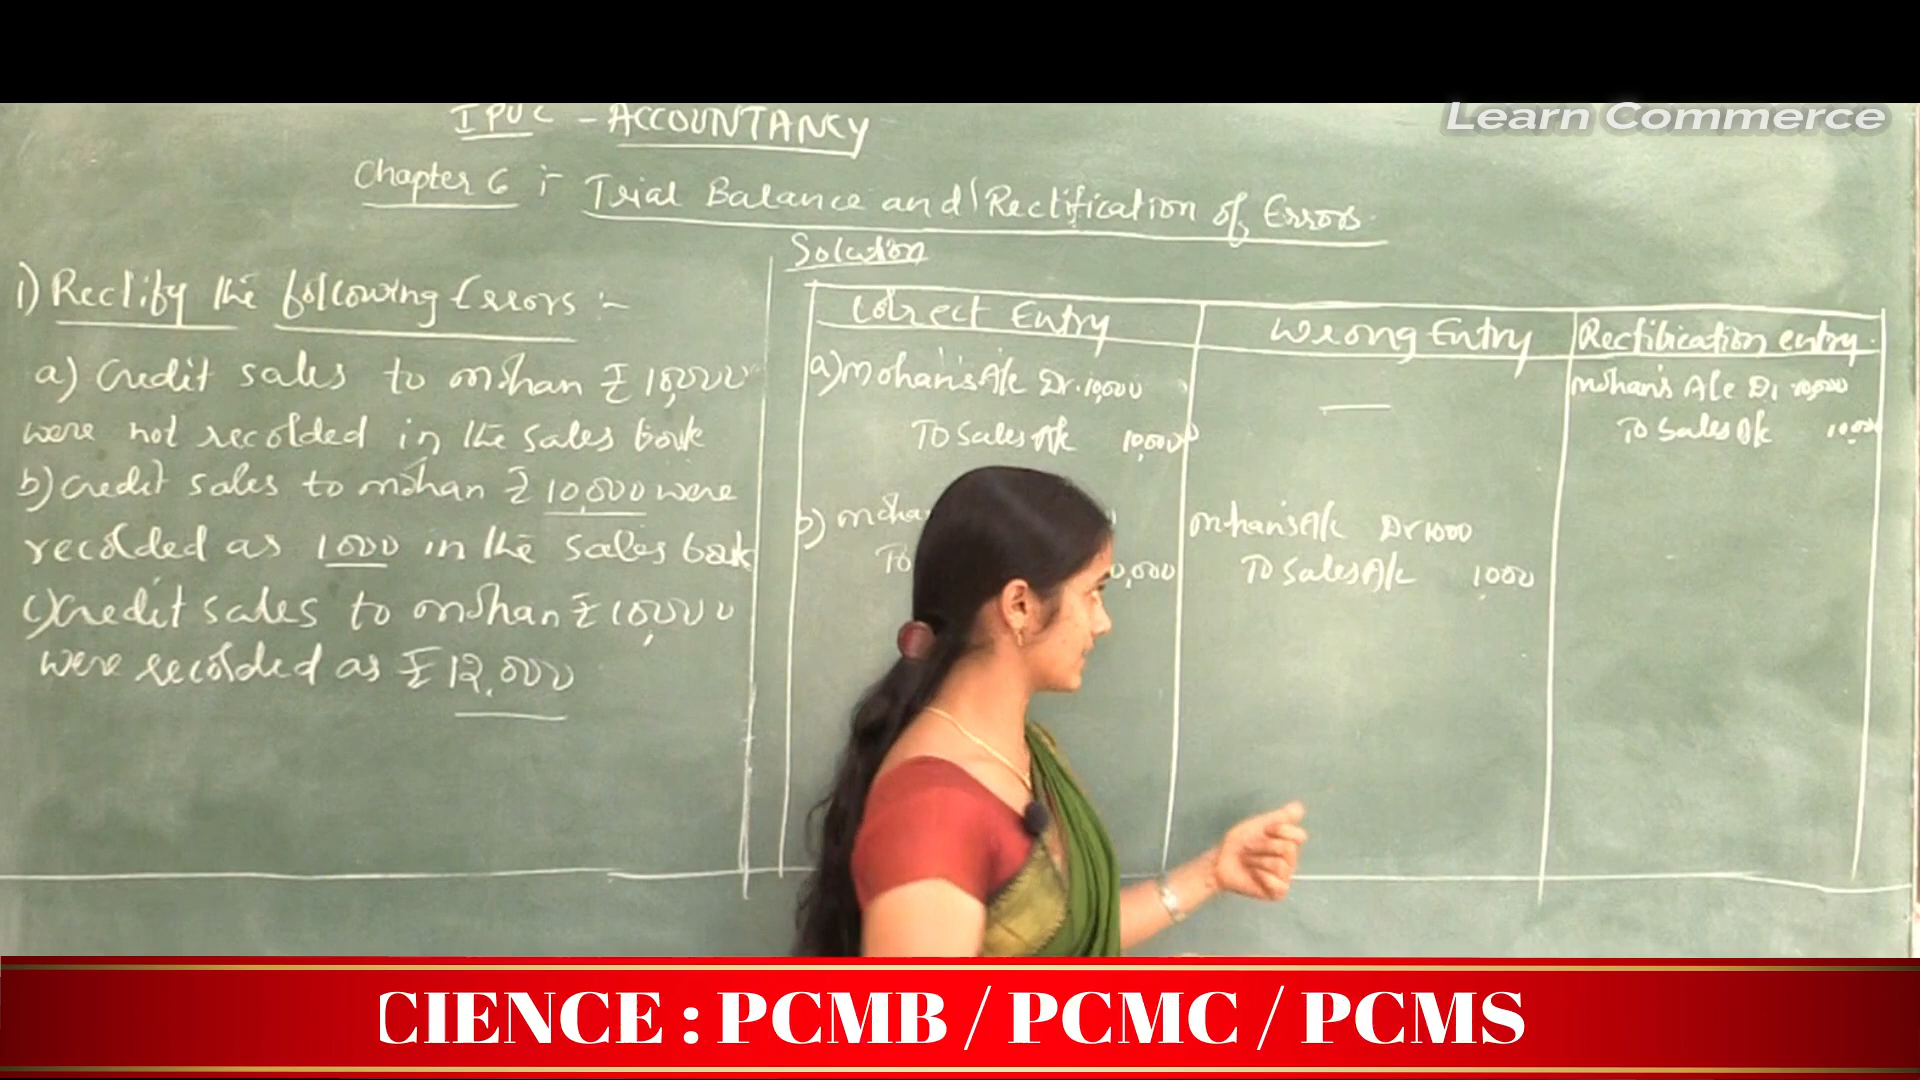 I PUC - ACCOUNTANCY
Learn Commerce
Chapter 6 :- Trial Balance and Rectification of Errors.
Solution
1) Rectify the following Errors :-
a) Credit sales to mohan ₹ 10,000
were not recorded in the sales book
b) Credit sales to mohan ₹ 10,000 were
recorded as 1000 in the sales book
c) Credit sales to mohan ₹ 10,000
were recorded as ₹ 12,000
Correct Entry
a) Mohan's A/c Dr. 10,000
To Sales A/c 10,000
b) moha
To 0,000
Wrong Entry
—
mohan's A/c Dr 1000
To Sales A/c 1000
Rectification entry.
mohan's A/c Dr 10,000
To Sales A/c 10,000
CIENCE : PCMB / PCMC / PCMS